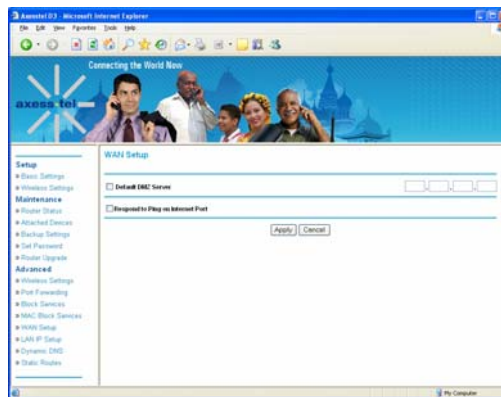 Axesstel D3 - Microsoft Internet Explorer
File Edit View Favorites Tools Help
Connecting the World Now
axess tel
WAN Setup
Setup
Basic Settings
Wireless Settings
Maintenance
Router Status
Attached Devices
Backup Settings
Set Password
Router Upgrade
Advanced
Wireless Settings
Port Forwarding
Block Services
MAC Block Services
WAN Setup
LAN IP Setup
Dynamic DNS
Static Routes
Default DMZ Server
Respond to Ping on Internet Port
Apply Cancel
My Computer